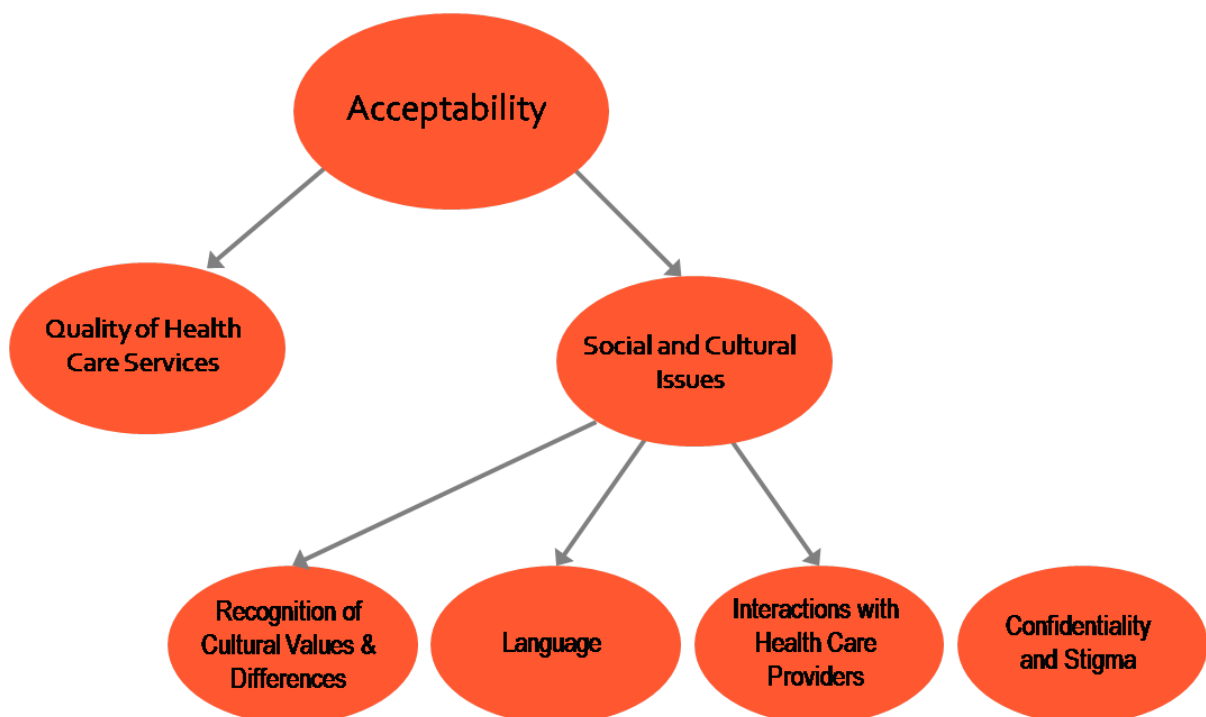 Acceptability
Quality of Health
Care Services
Social and Cultural
Issues
Recognition of
Cultural Values &
Differences
Language
Interactions with
Health Care
Providers
Confidentiality
and Stigma